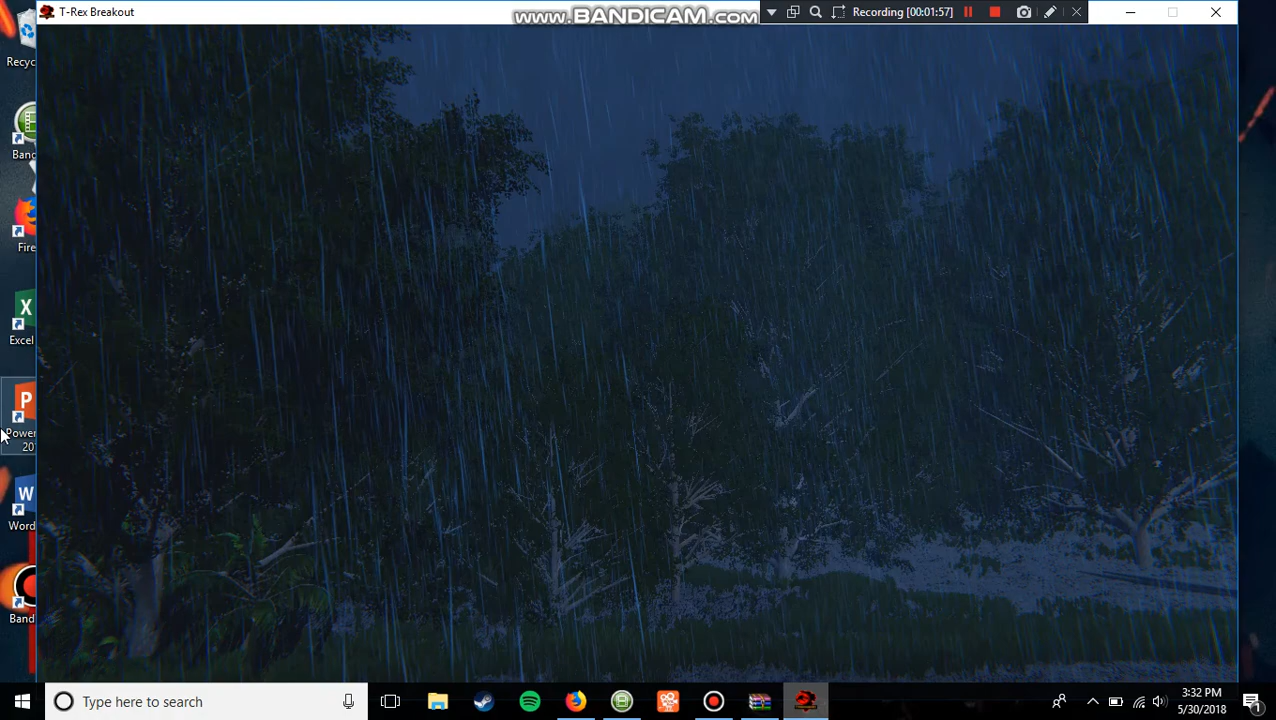 T-Rex Breakout
www.BANDICAM.com
Recording [00:01:57]
Recyc
Band
Fire
Excel
Power
20
Word
Band
Type here to search
3:32 PM
5/30/2018